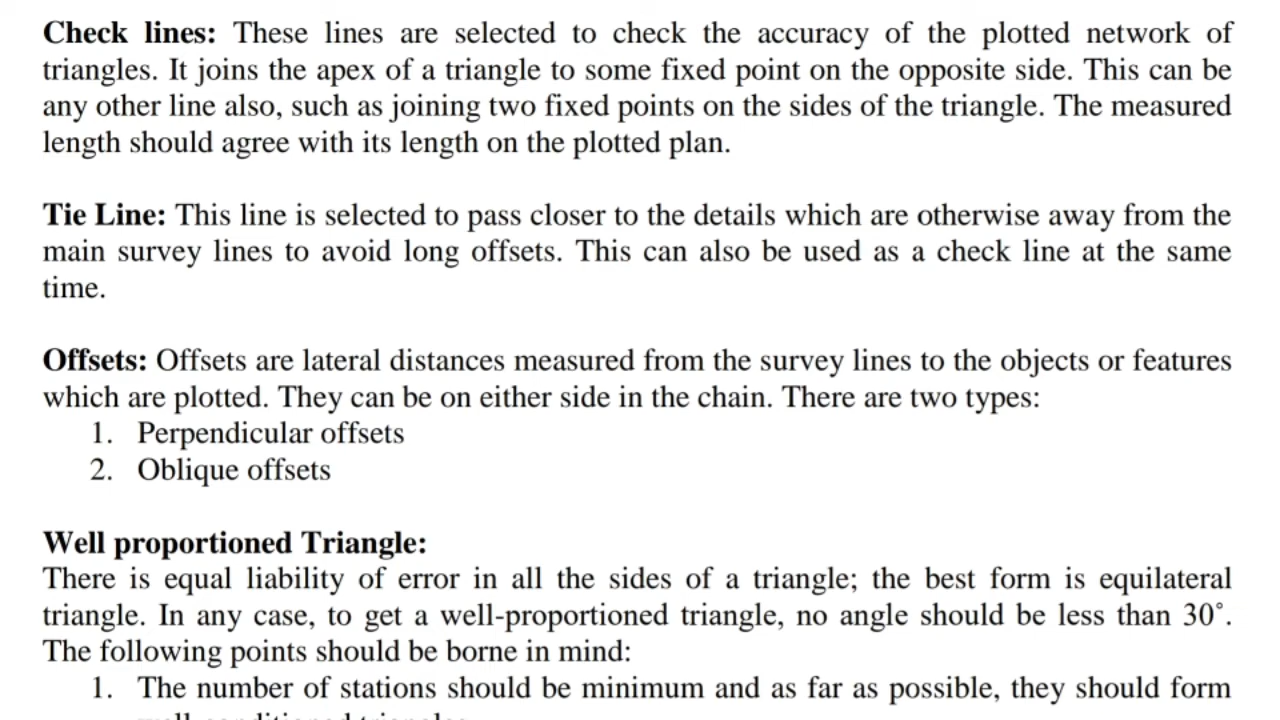 Check lines: These lines are selected to check the accuracy of the plotted network of
triangles. It joins the apex of a triangle to some fixed point on the opposite side. This can be
any other line also, such as joining two fixed points on the sides of the triangle. The measured
length should agree with its length on the plotted plan.
Tie Line: This line is selected to pass closer to the details which are otherwise away from the
main survey lines to avoid long offsets. This can also be used as a check line at the same
time.
Offsets: Offsets are lateral distances measured from the survey lines to the objects or features
which are plotted. They can be on either side in the chain. There are two types:
1. Perpendicular offsets
2. Oblique offsets
Well proportioned Triangle:
There is equal liability of error in all the sides of a triangle; the best form is equilateral
triangle. In any case, to get a well-proportioned triangle, no angle should be less than 30˚.
The following points should be borne in mind:
1. The number of stations should be minimum and as far as possible, they should form